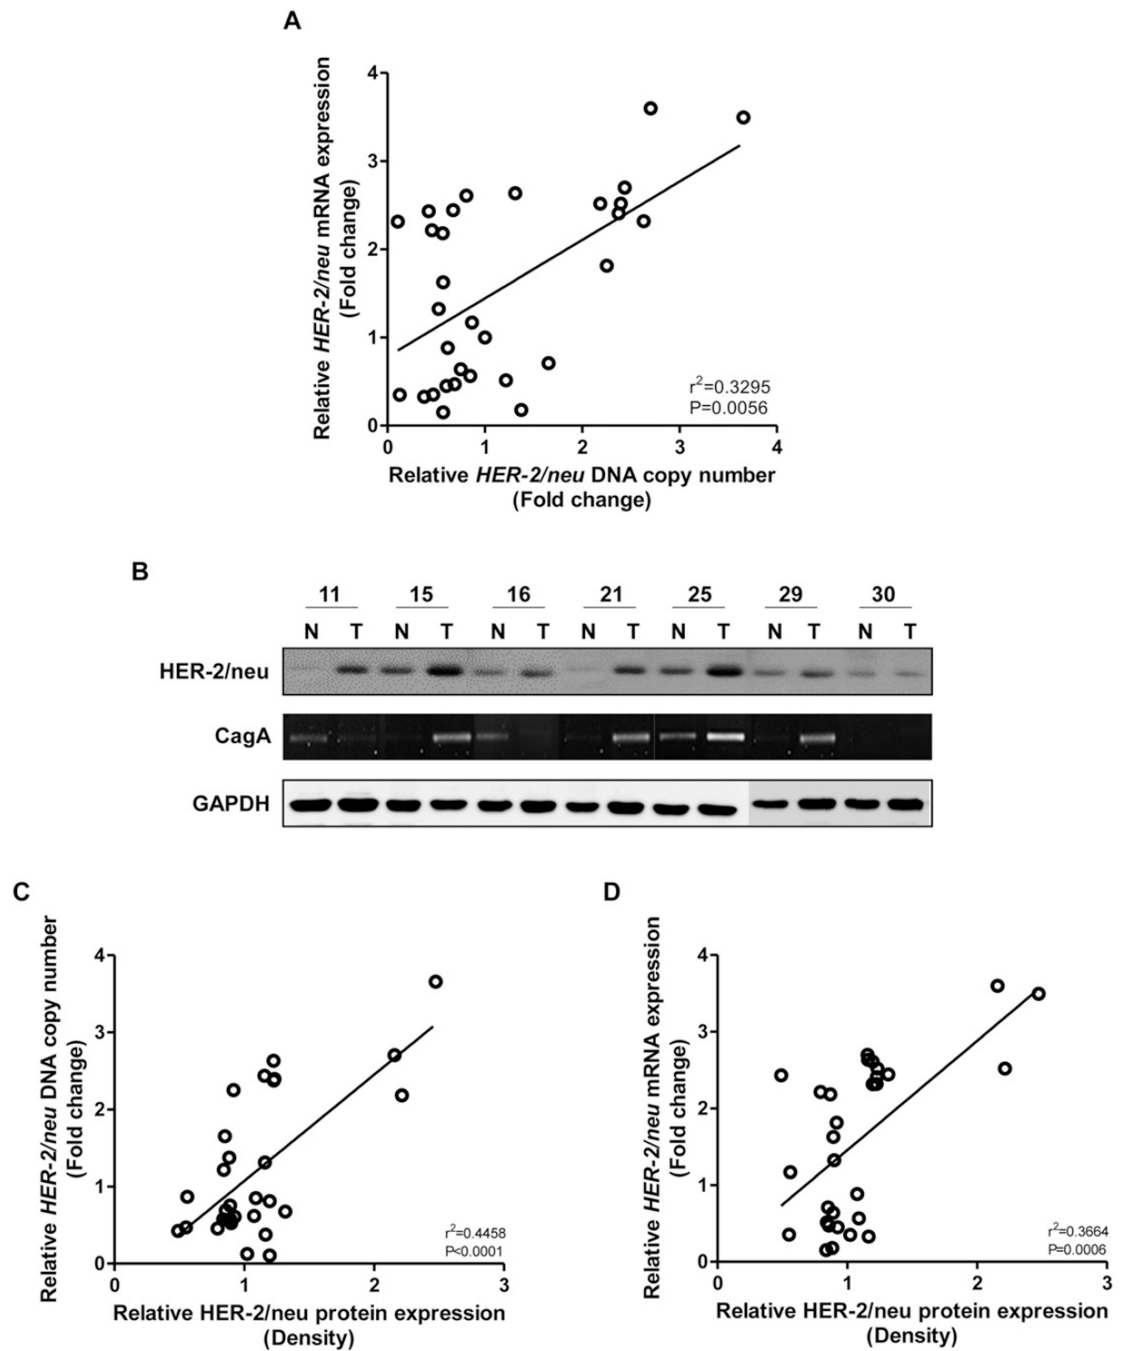 A
Relative HER-2/neu mRNA expression
(Fold change)
4
3
2
1
0
0 1 2 3 4
r²=0.3295
P=0.0056
Relative HER-2/neu DNA copy number
(Fold change)
B
11 15 16 21 25 29 30
N T N T N T N T N T N T N T
HER-2/neu
CagA
GAPDH
C
Relative HER-2/neu DNA copy number
(Fold change)
4
3
2
1
0
0 1 2 3
r²=0.4458
P<0.0001
Relative HER-2/neu protein expression
(Density)
D
Relative HER-2/neu mRNA expression
(Fold change)
4
3
2
1
0
0 1 2 3
r²=0.3664
P=0.0006
Relative HER-2/neu protein expression
(Density)